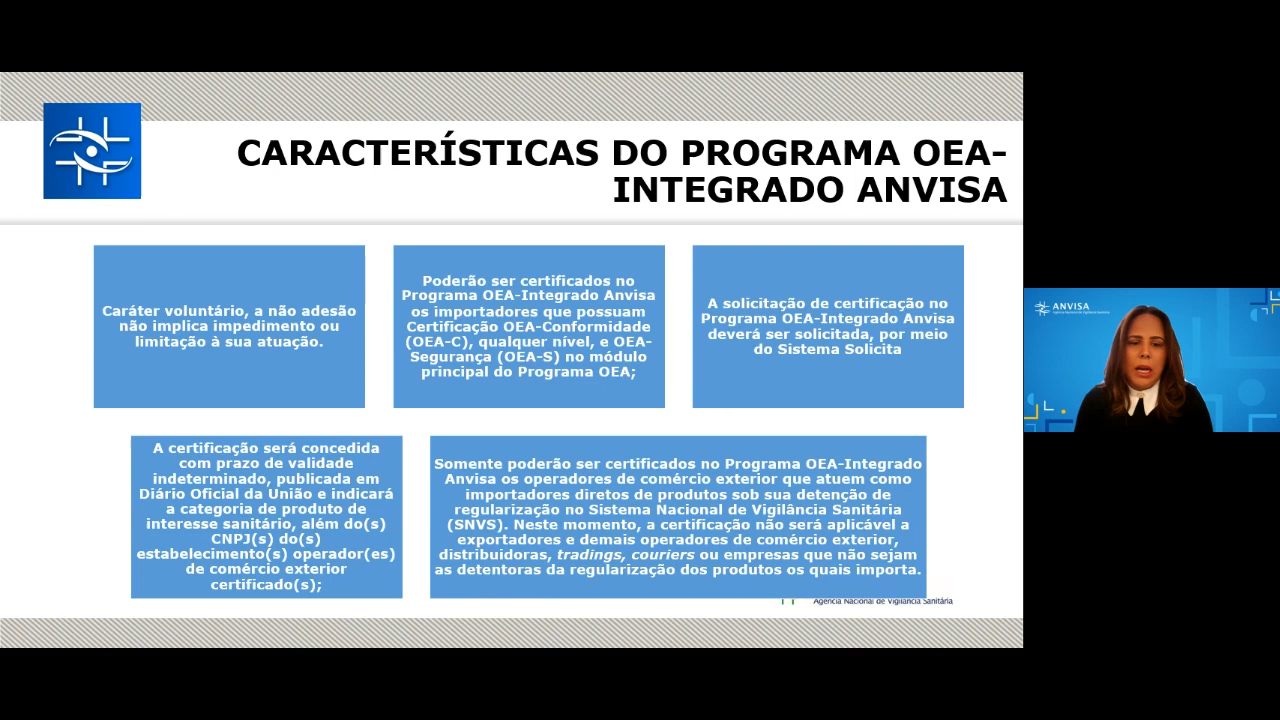 CARACTERÍSTICAS DO PROGRAMA OEA-
INTEGRADO ANVISA
Caráter voluntário, a não adesão
não implica impedimento ou
limitação à sua atuação.
Poderão ser certificados no
Programa OEA-Integrado Anvisa
os importadores que possuam
Certificação OEA-Conformidade
(OEA-C), qualquer nível, e OEA-
Segurança (OEA-S) no módulo
principal do Programa OEA;
A solicitação de certificação no
Programa OEA-Integrado Anvisa
deverá ser solicitada, por meio
do Sistema Solicita
A certificação será concedida
com prazo de validade
indeterminado, publicada em
Diário Oficial da União e indicará
a categoria de produto de
interesse sanitário, além do(s)
CNPJ(s) do(s)
estabelecimento(s) operador(es)
de comércio exterior
certificado(s);
Somente poderão ser certificados no Programa OEA-Integrado
Anvisa os operadores de comércio exterior que atuem como
importadores diretos de produtos sob sua detenção de
regularização no Sistema Nacional de Vigilância Sanitária
(SNVS). Neste momento, a certificação não será aplicável a
exportadores e demais operadores de comércio exterior,
distribuidoras, tradings, couriers ou empresas que não sejam
as detentoras da regularização dos produtos os quais importa.
Agência Nacional de Vigilância Sanitária
ANVISA
Agência Nacional de Vigilância Sanitária